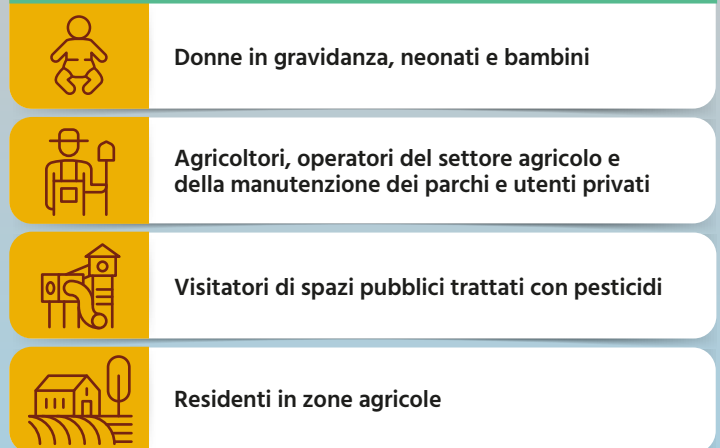 Donne in gravidanza, neonati e bambini
Agricoltori, operatori del settore agricolo e
della manutenzione dei parchi e utenti privati
Visitatori di spazi pubblici trattati con pesticidi
Residenti in zone agricole